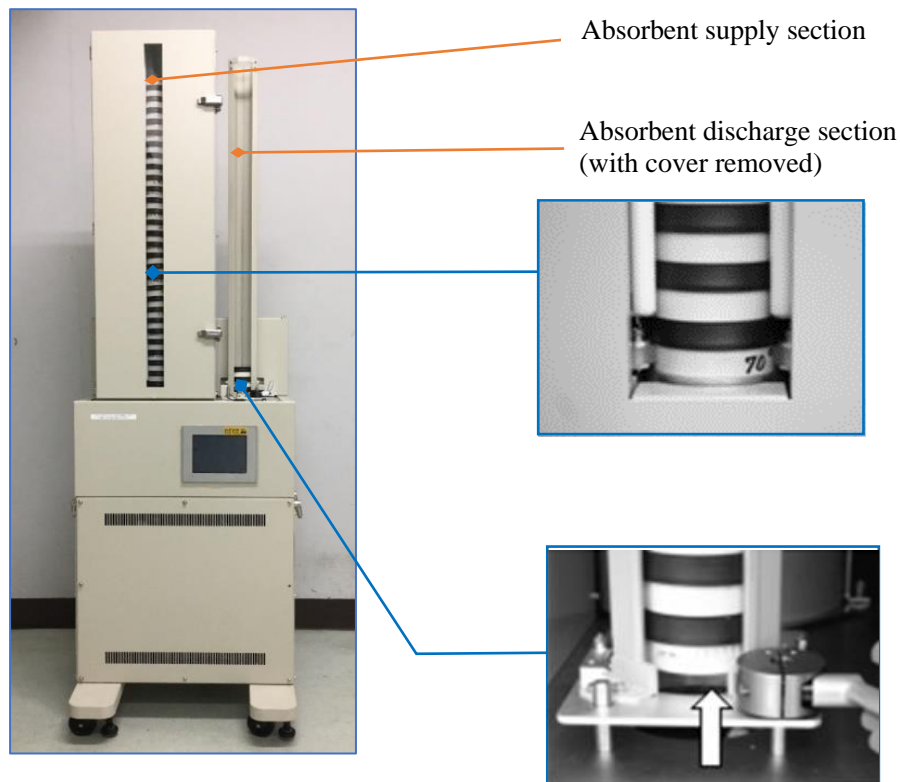 Absorbent supply section
Absorbent discharge section
(with cover removed)
70